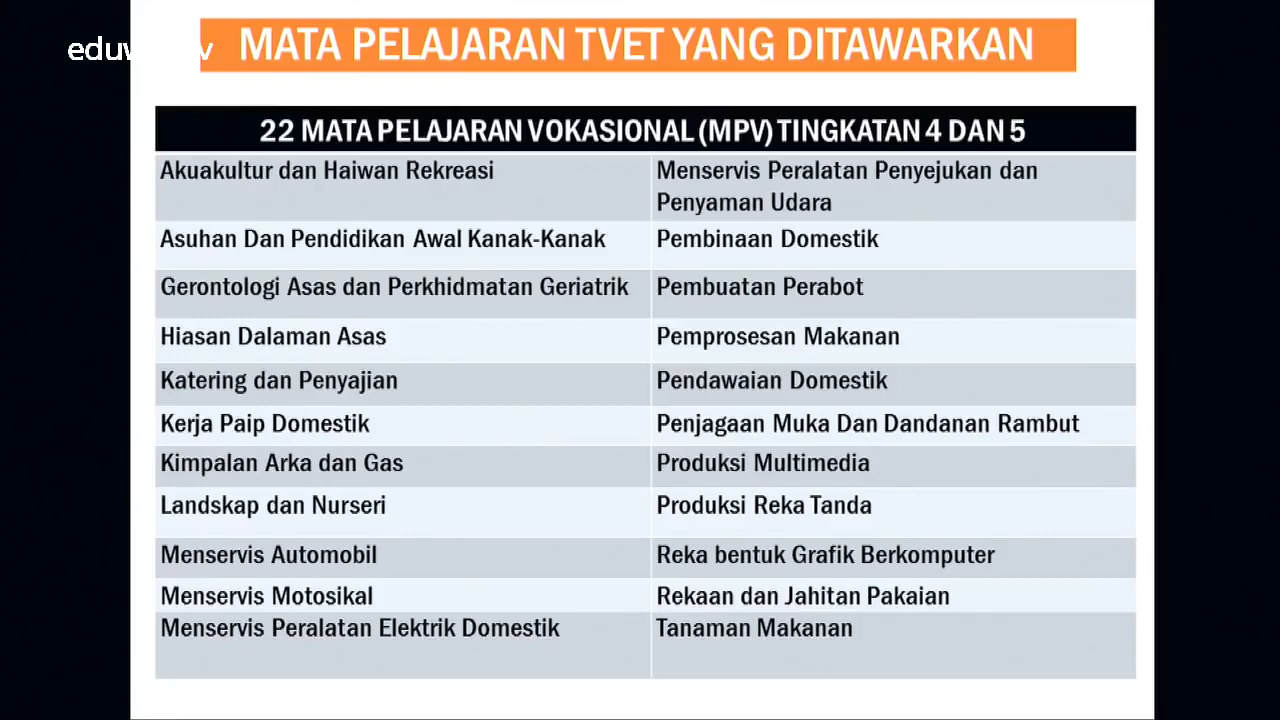 MATA PELAJARAN TVET YANG DITAWARKAN
22 MATA PELAJARAN VOKASIONAL (MPV) TINGKATAN 4 DAN 5
Akuakultur dan Haiwan Rekreasi
Menservis Peralatan Penyejukan dan
Penyaman Udara
Asuhan Dan Pendidikan Awal Kanak-Kanak
Pembinaan Domestik
Gerontologi Asas dan Perkhidmatan Geriatrik
Pembuatan Perabot
Hiasan Dalaman Asas
Pemprosesan Makanan
Katering dan Penyajian
Pendawaian Domestik
Kerja Paip Domestik
Penjagaan Muka Dan Dandanan Rambut
Kimpalan Arka dan Gas
Produksi Multimedia
Landskap dan Nurseri
Produksi Reka Tanda
Menservis Automobil
Reka bentuk Grafik Berkomputer
Menservis Motosikal
Rekaan dan Jahitan Pakaian
Menservis Peralatan Elektrik Domestik
Tanaman Makanan